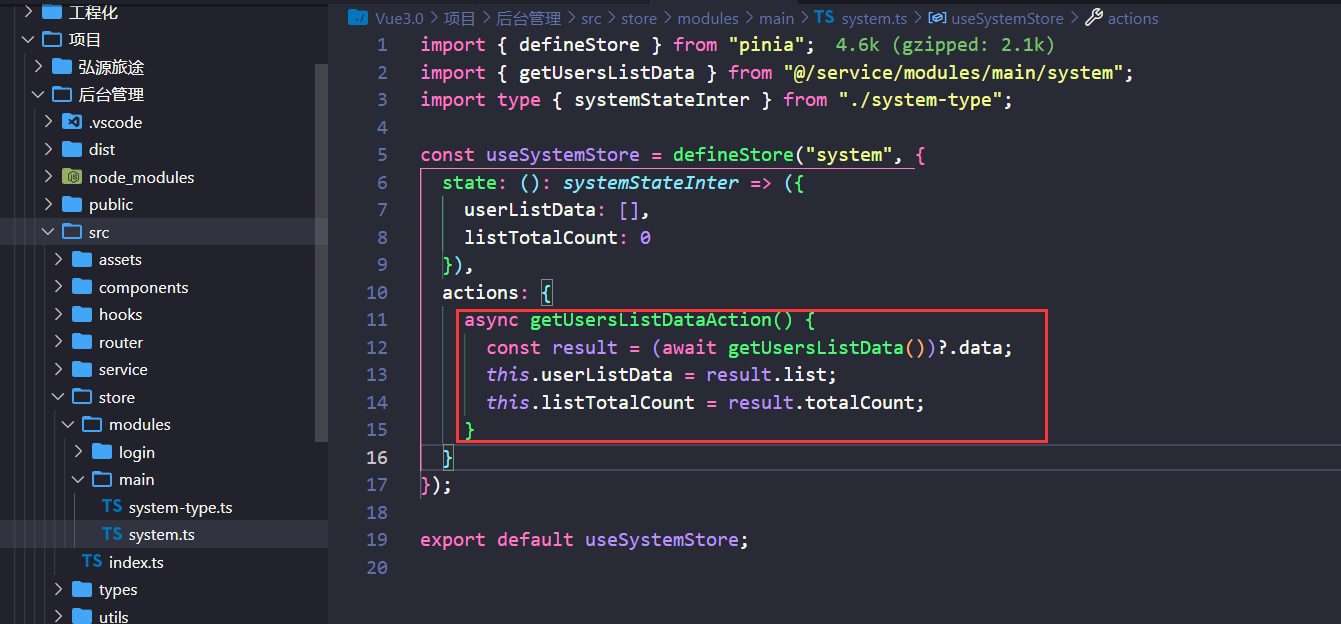 工程化
项目
弘源旅途
后台管理
.vscode
dist
node_modules
public
src
assets
components
hooks
router
service
store
modules
login
main
TS system-type.ts
TS system.ts
TS index.ts
types
utils
Vue3.0 > 项目 > 后台管理 > src > store > modules > main > TS system.ts > useSystemStore > actions
1 import { defineStore } from "pinia"; 4.6k (gzipped: 2.1k)
2 import { getUsersListData } from "@/service/modules/main/system";
3 import type { systemStateInter } from "./system-type";
4
5 const useSystemStore = defineStore("system", {
6 state: (): systemStateInter => ({
7 userListData: [],
8 listTotalCount: 0
9 }),
10 actions: {
11 async getUsersListDataAction() {
12 const result = (await getUsersListData())?.data;
13 this.userListData = result.list;
14 this.listTotalCount = result.totalCount;
15 }
16 }
17 });
18
19 export default useSystemStore;
20